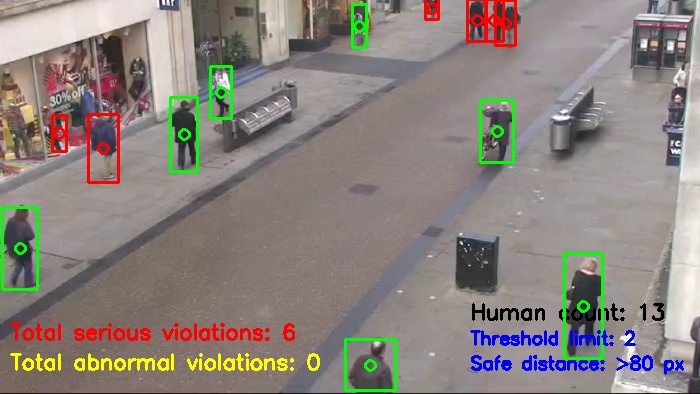 30% off
Human count: 13
Total serious violations: 6
Threshold limit: 2
Total abnormal violations: 0
Safe distance: >80 px